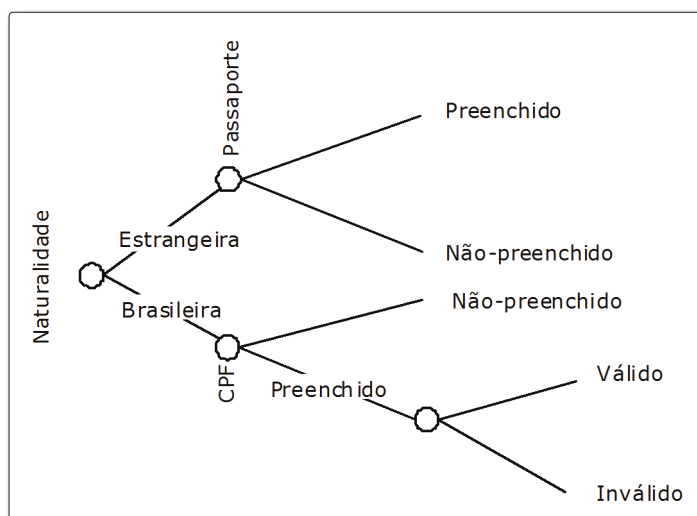 Passaporte
Preenchido
Estrangeira
Não-preenchido
Naturalidade
Brasileira
Não-preenchido
CPF
Preenchido
Válido
Inválido